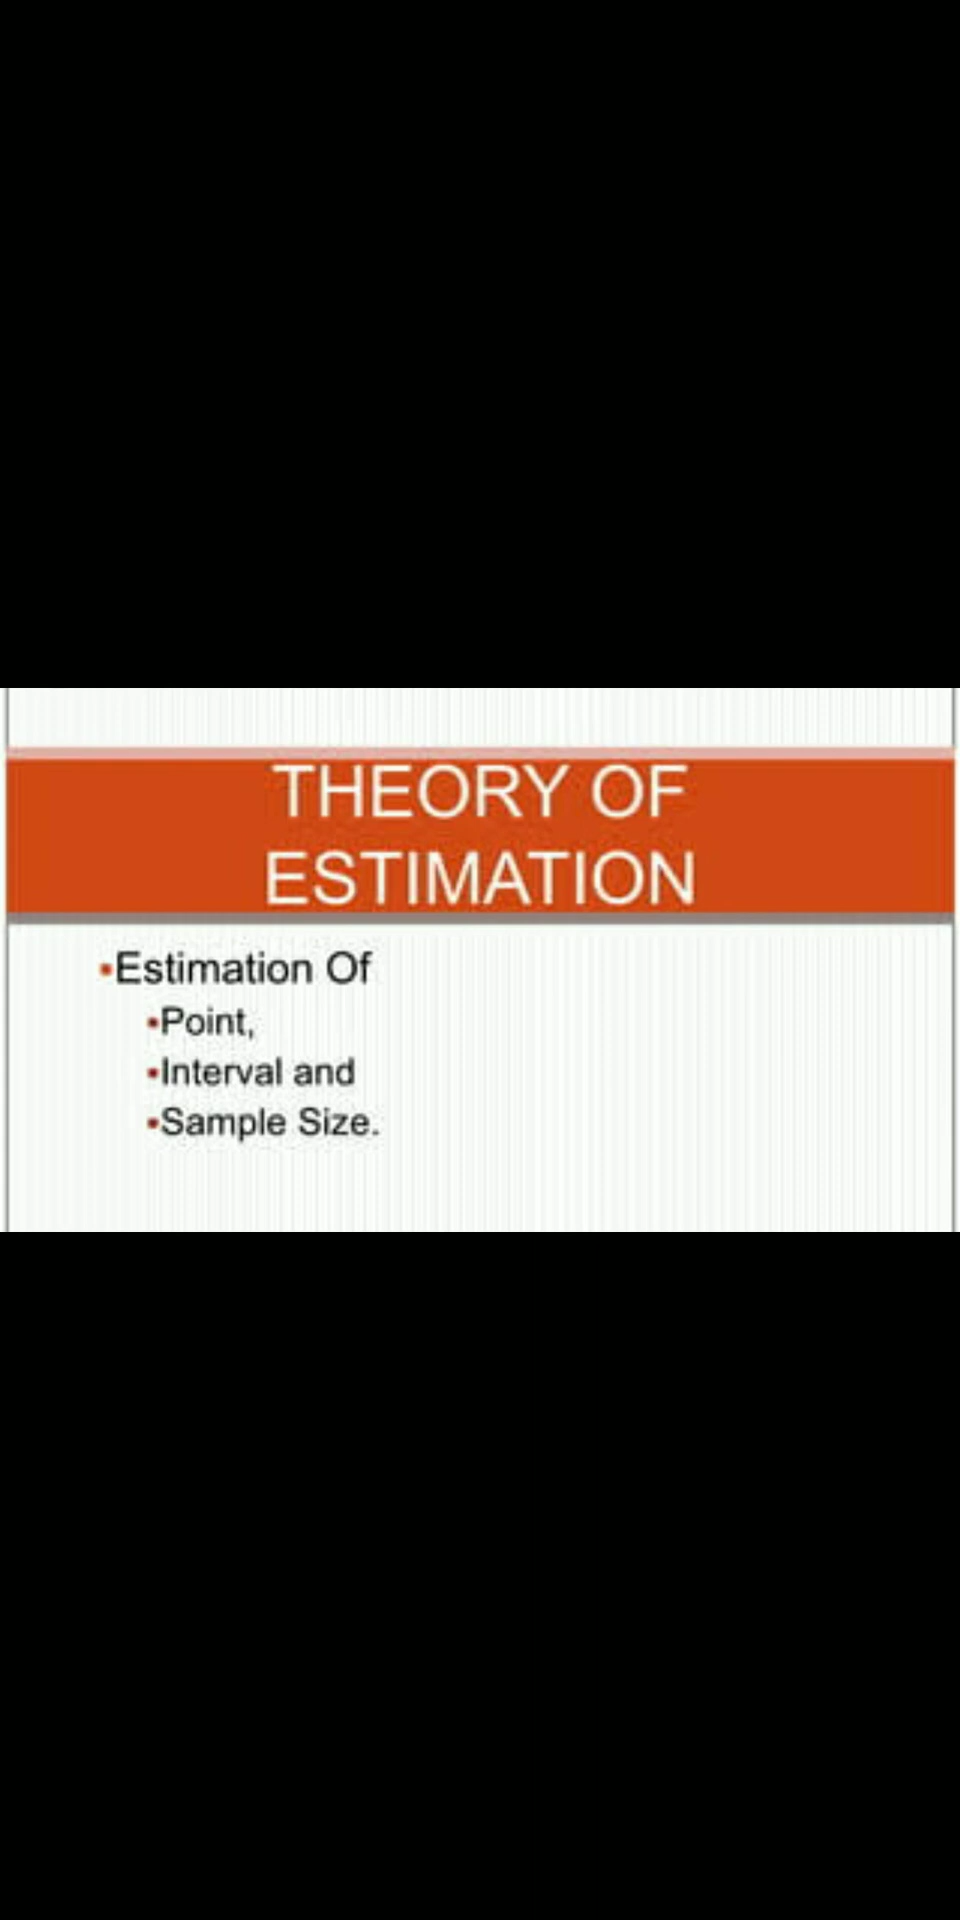 THEORY OF
ESTIMATION
▪Estimation Of
▪Point,
▪Interval and
▪Sample Size.